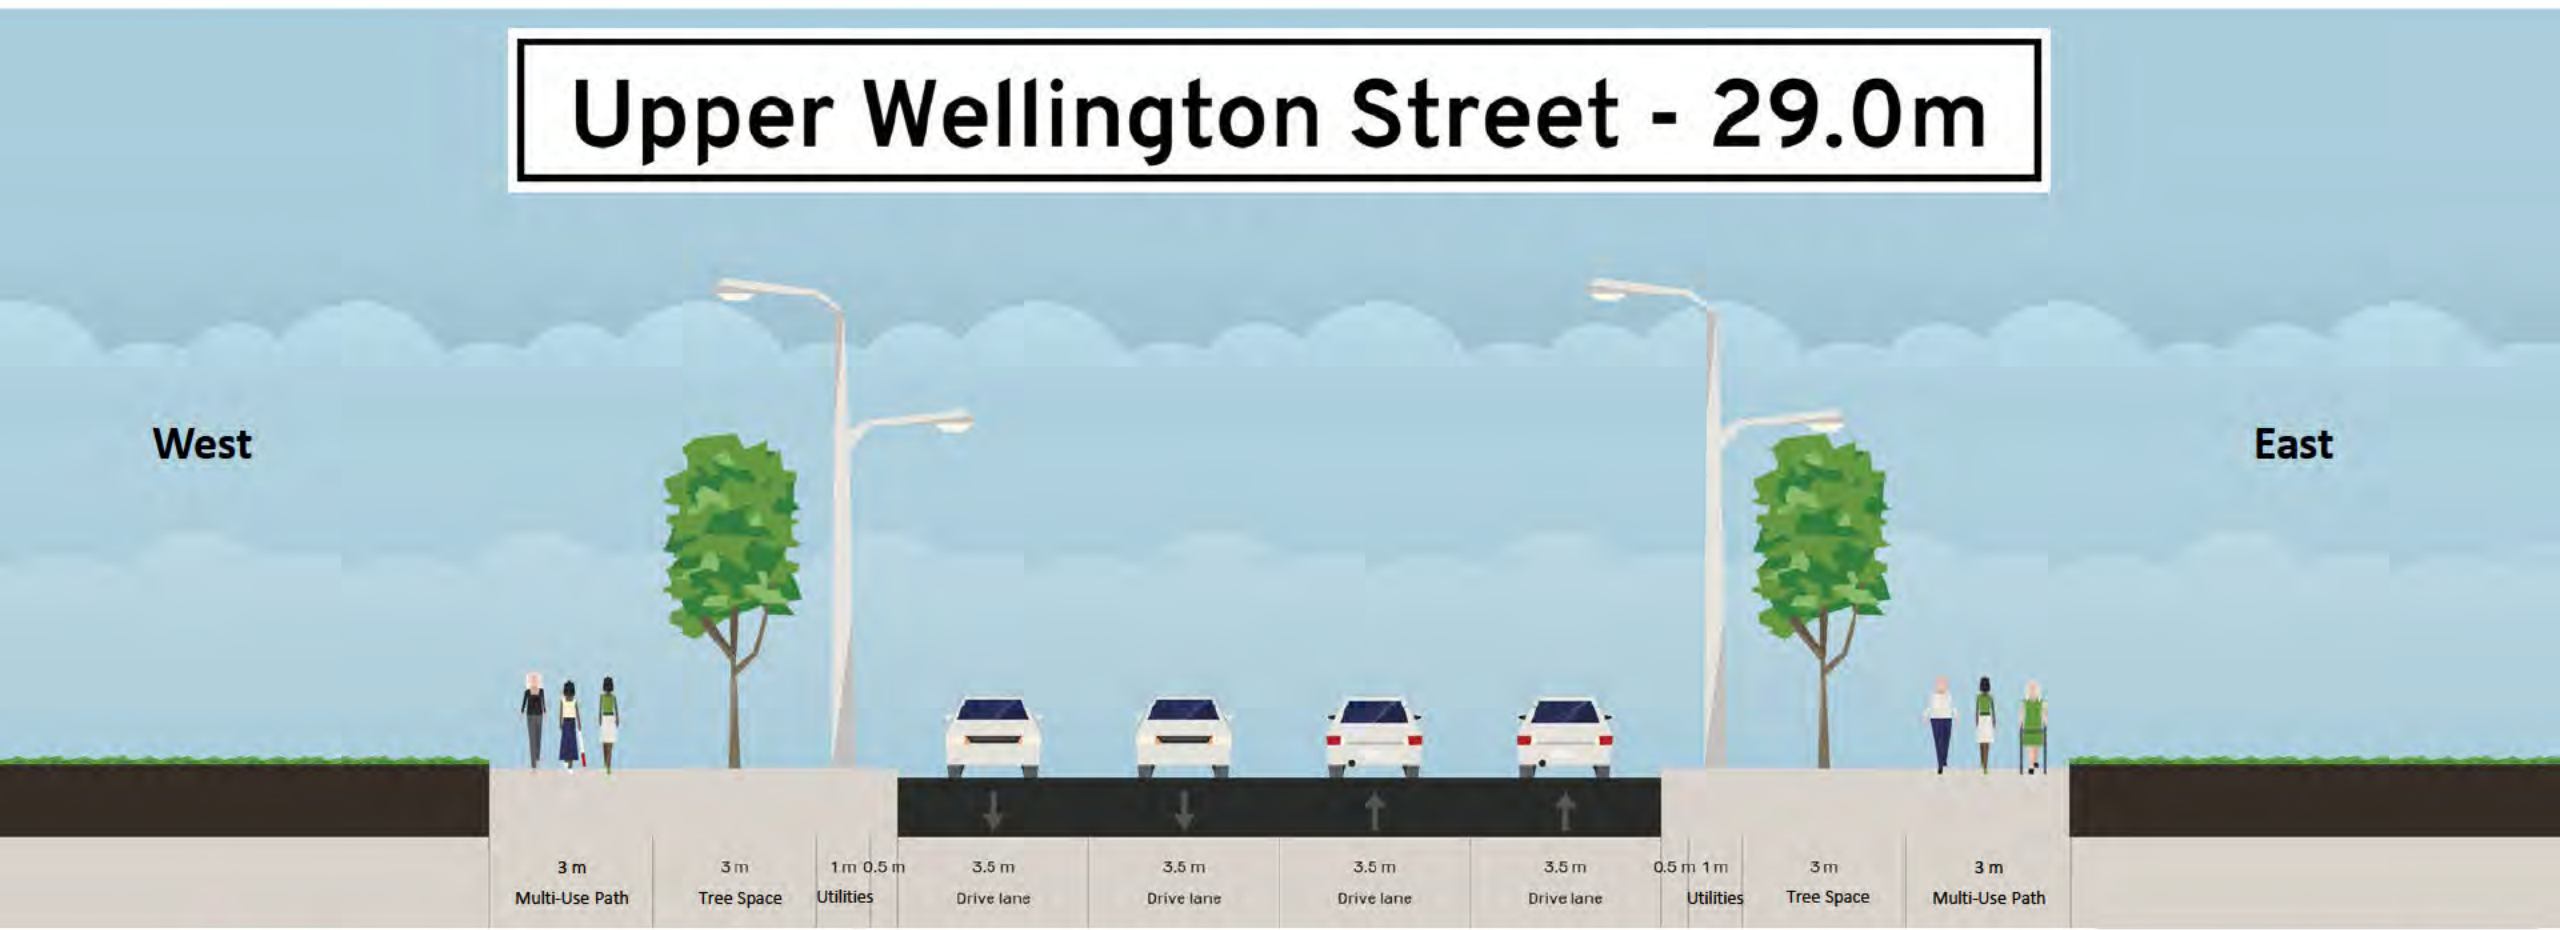 Upper Wellington Street - 29.0m
West
East
3 m
Multi-Use Path
3 m
Tree Space
1 m
Utilities
0.5 m
3.5 m
Drive lane
3.5 m
Drive lane
3.5 m
Drive lane
3.5 m
Drive lane
0.5 m
1 m
Utilities
3 m
Tree Space
3 m
Multi-Use Path